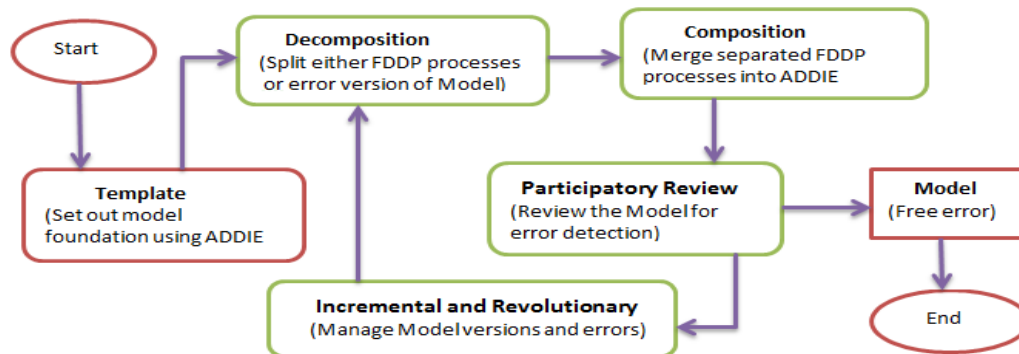 Start
Template
(Set out model
foundation using ADDIE
Decomposition
(Split either FDDP processes
or error version of Model)
Composition
(Merge separated FDDP
processes into ADDIE
Participatory Review
(Review the Model for
error detection)
Incremental and Revolutionary
(Manage Model versions and errors)
Model
(Free error)
End